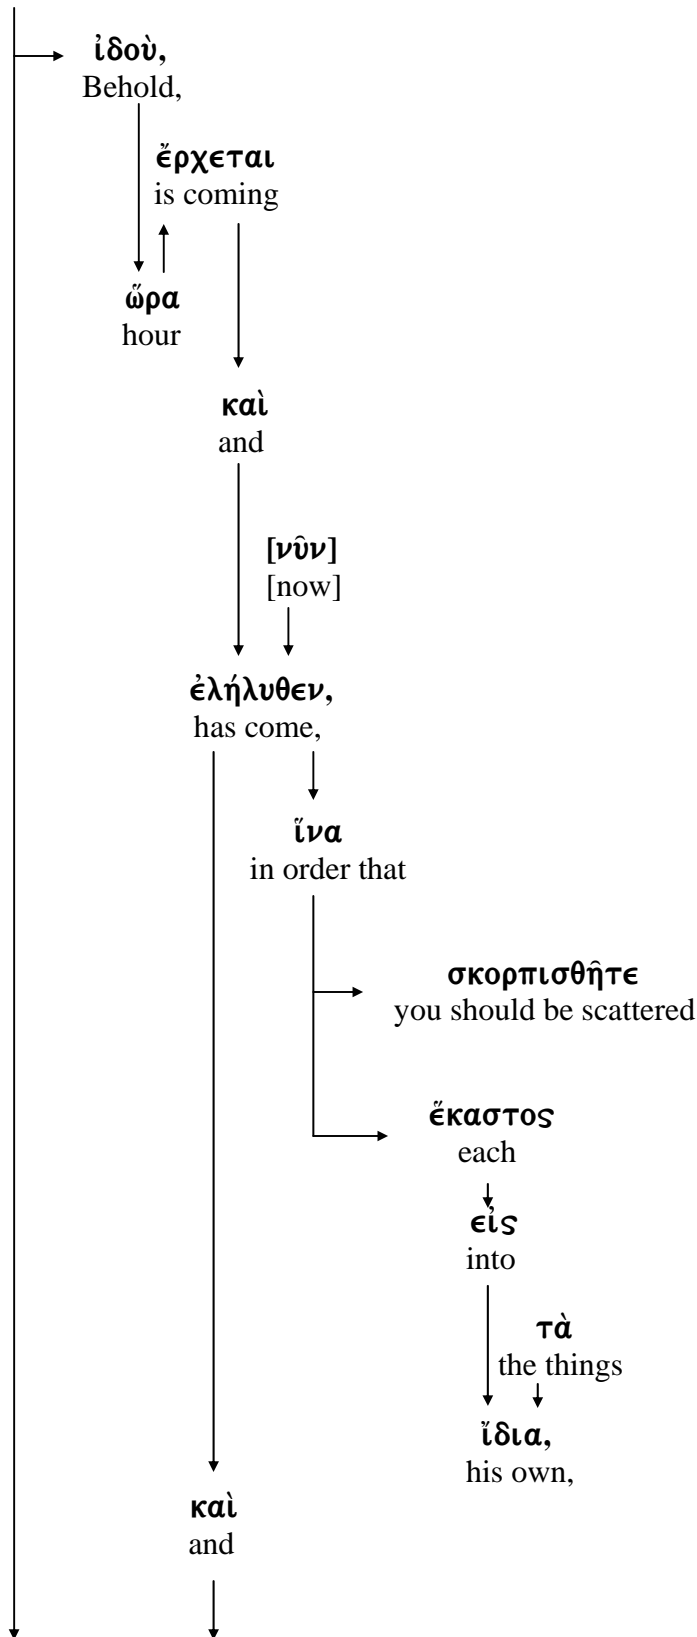 ἰδοὺ,
Behold,
ἔρχεται
is coming
ὥρα
hour
καὶ
and
[νῦν]
[now]
ἐλήλυθεν,
has come,
ἵνα
in order that
σκορπισθῆτε
you should be scattered
ἕκαστος
each
εἰς
into
τὰ
the things
ἴδια,
his own,
καὶ
and